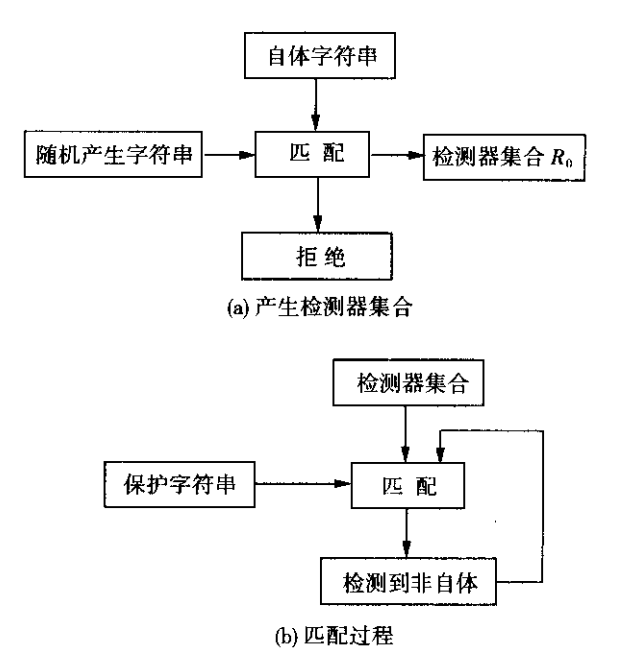 自体字符串
随机产生字符串
匹 配
检测器集合 R₀
拒 绝
(a) 产生检测器集合
检测器集合
保护字符串
匹 配
检测到非自体
(b) 匹配过程